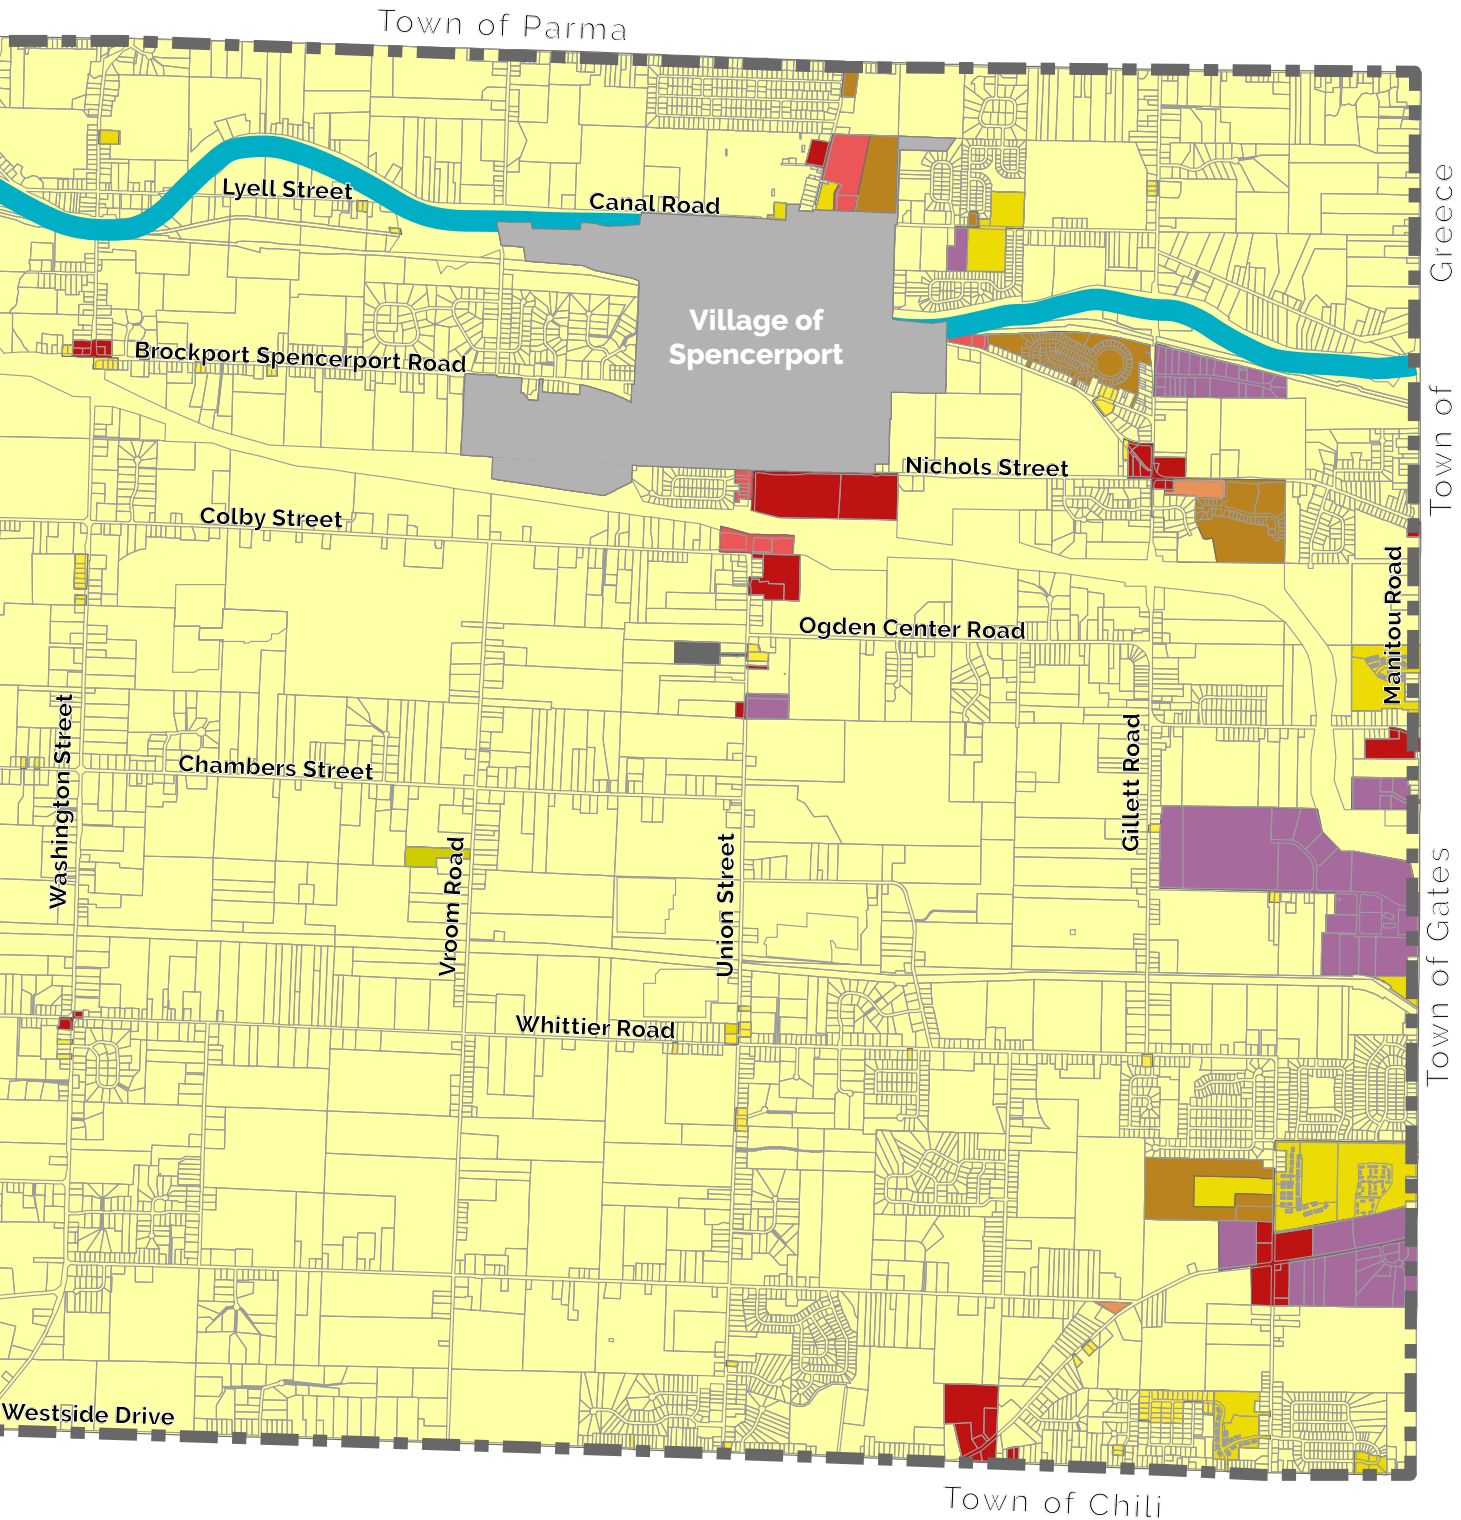 Town of Parma
Lyell Street
Canal Road
Town of Greece
Village of
Spencerport
Brockport Spencerport Road
Nichols Street
Colby Street
Ogden Center Road
Manitou Road
Washington Street
Gillett Road
Chambers Street
Vroom Road
Union Street
Town of Gates
Whittier Road
Westside Drive
Town of Chili